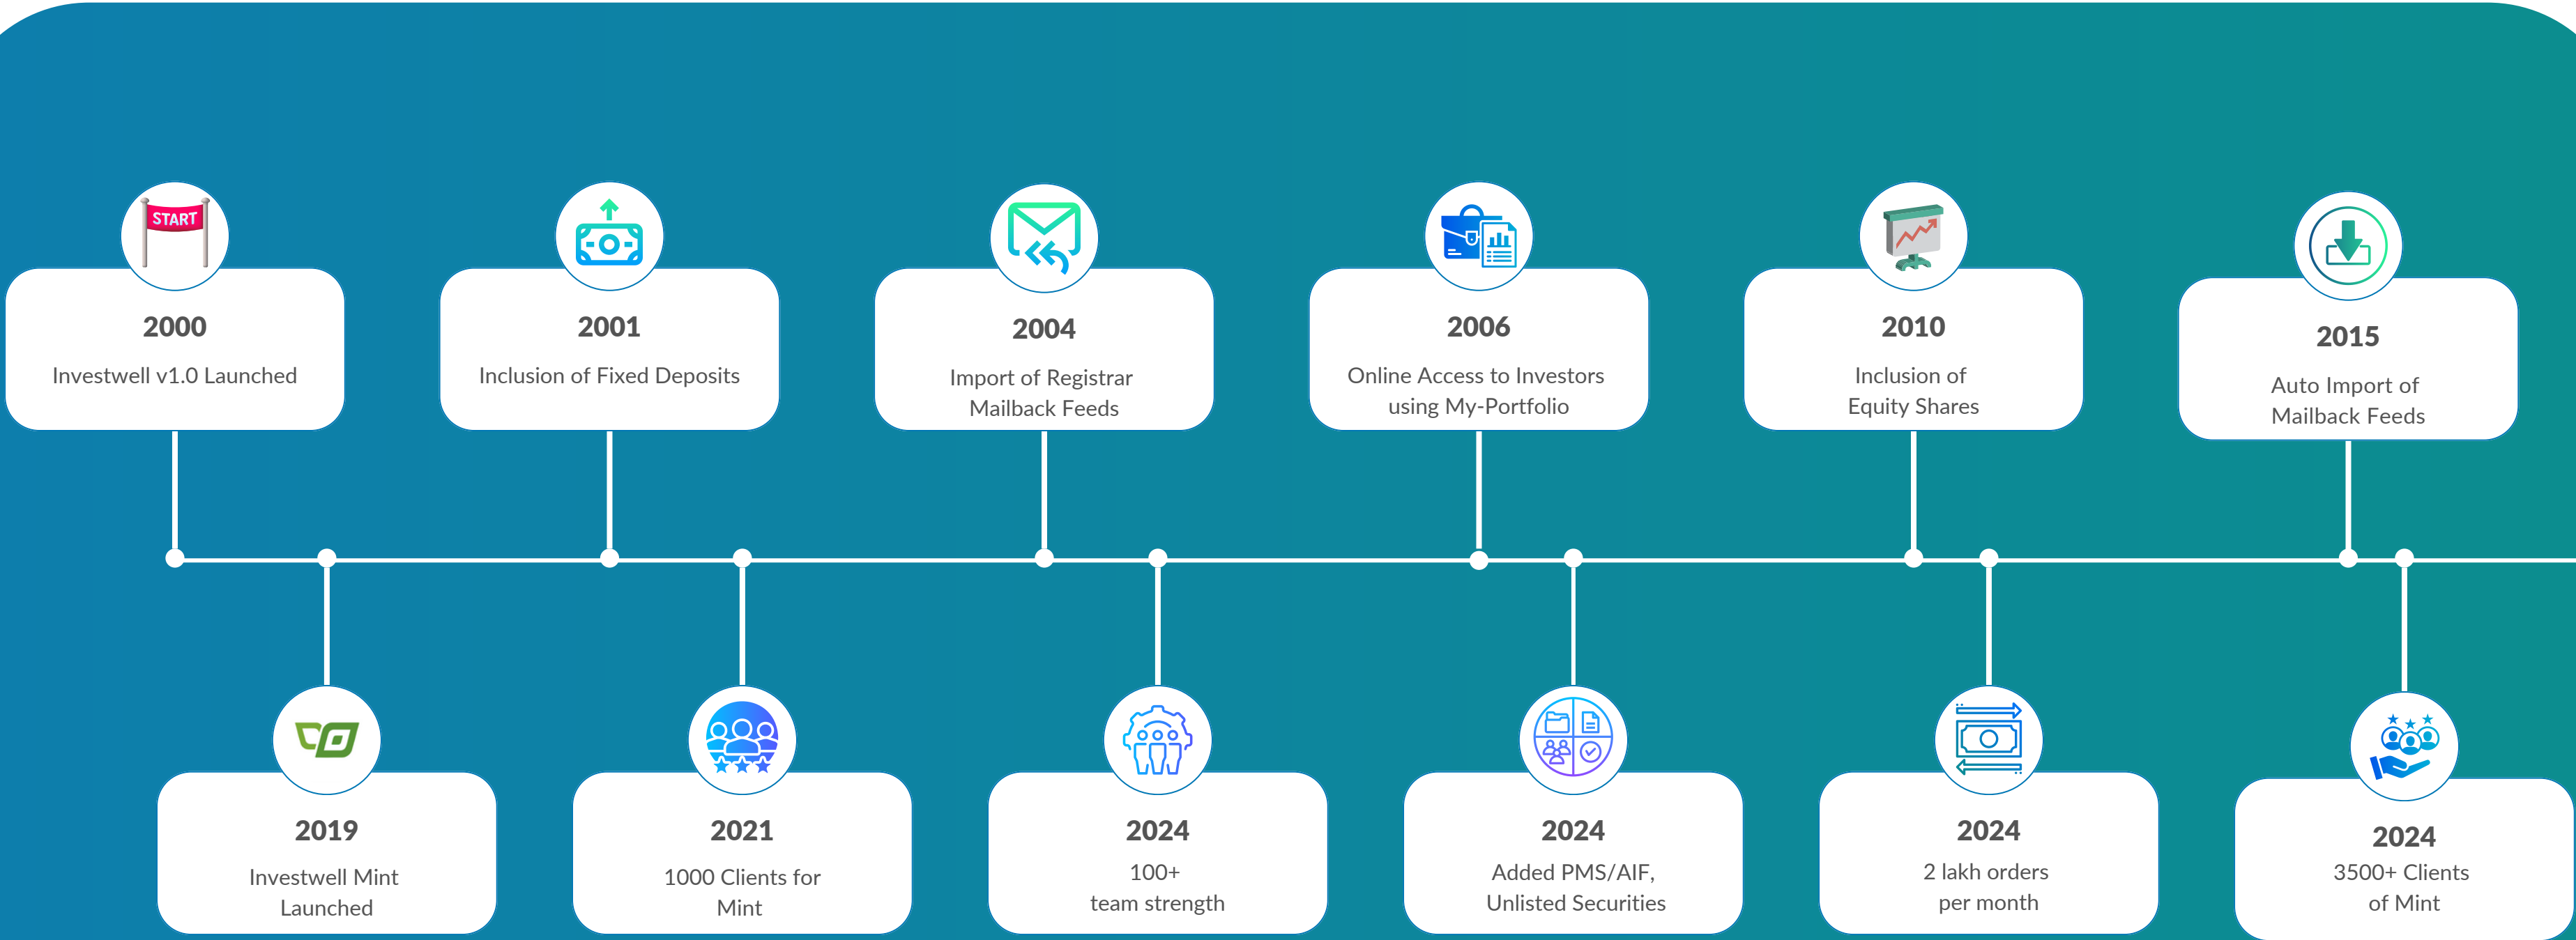 START
2000
Investwell v1.0 Launched
2001
Inclusion of Fixed Deposits
2004
Import of Registrar
Mailback Feeds
2006
Online Access to Investors
using My-Portfolio
2010
Inclusion of
Equity Shares
2015
Auto Import of
Mailback Feeds
2019
Investwell Mint
Launched
2021
1000 Clients for
Mint
2024
100+
team strength
2024
Added PMS/AIF,
Unlisted Securities
2024
2 lakh orders
per month
2024
3500+ Clients
of Mint